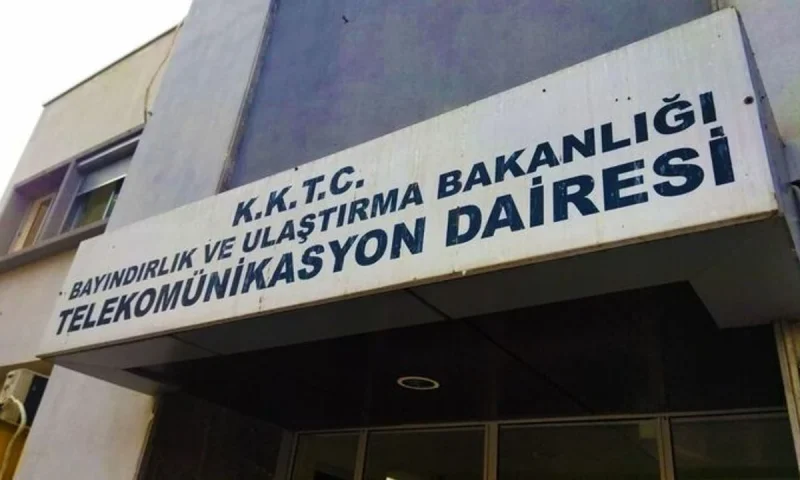 K.K.T.C.
BAYINDIRLIK VE ULAŞTIRMA BAKANLIĞI
TELEKOMÜNİKASYON DAİRESİ